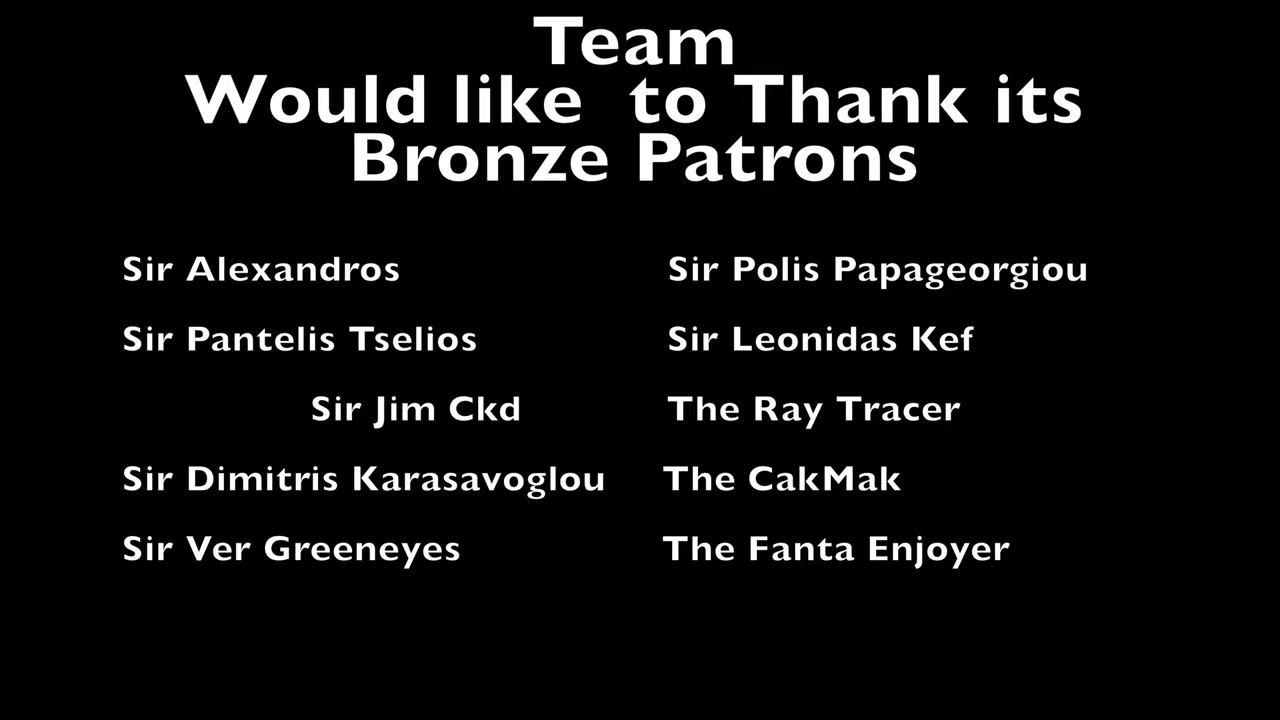 Team
Would like  to Thank its
Bronze Patrons
Sir Alexandros
Sir Polis Papageorgiou
Sir Pantelis Tselios
Sir Leonidas Kef
Sir Jim Ckd
The Ray Tracer
Sir Dimitris Karasavoglou
The CakMak
Sir Ver Greeneyes
The Fanta Enjoyer